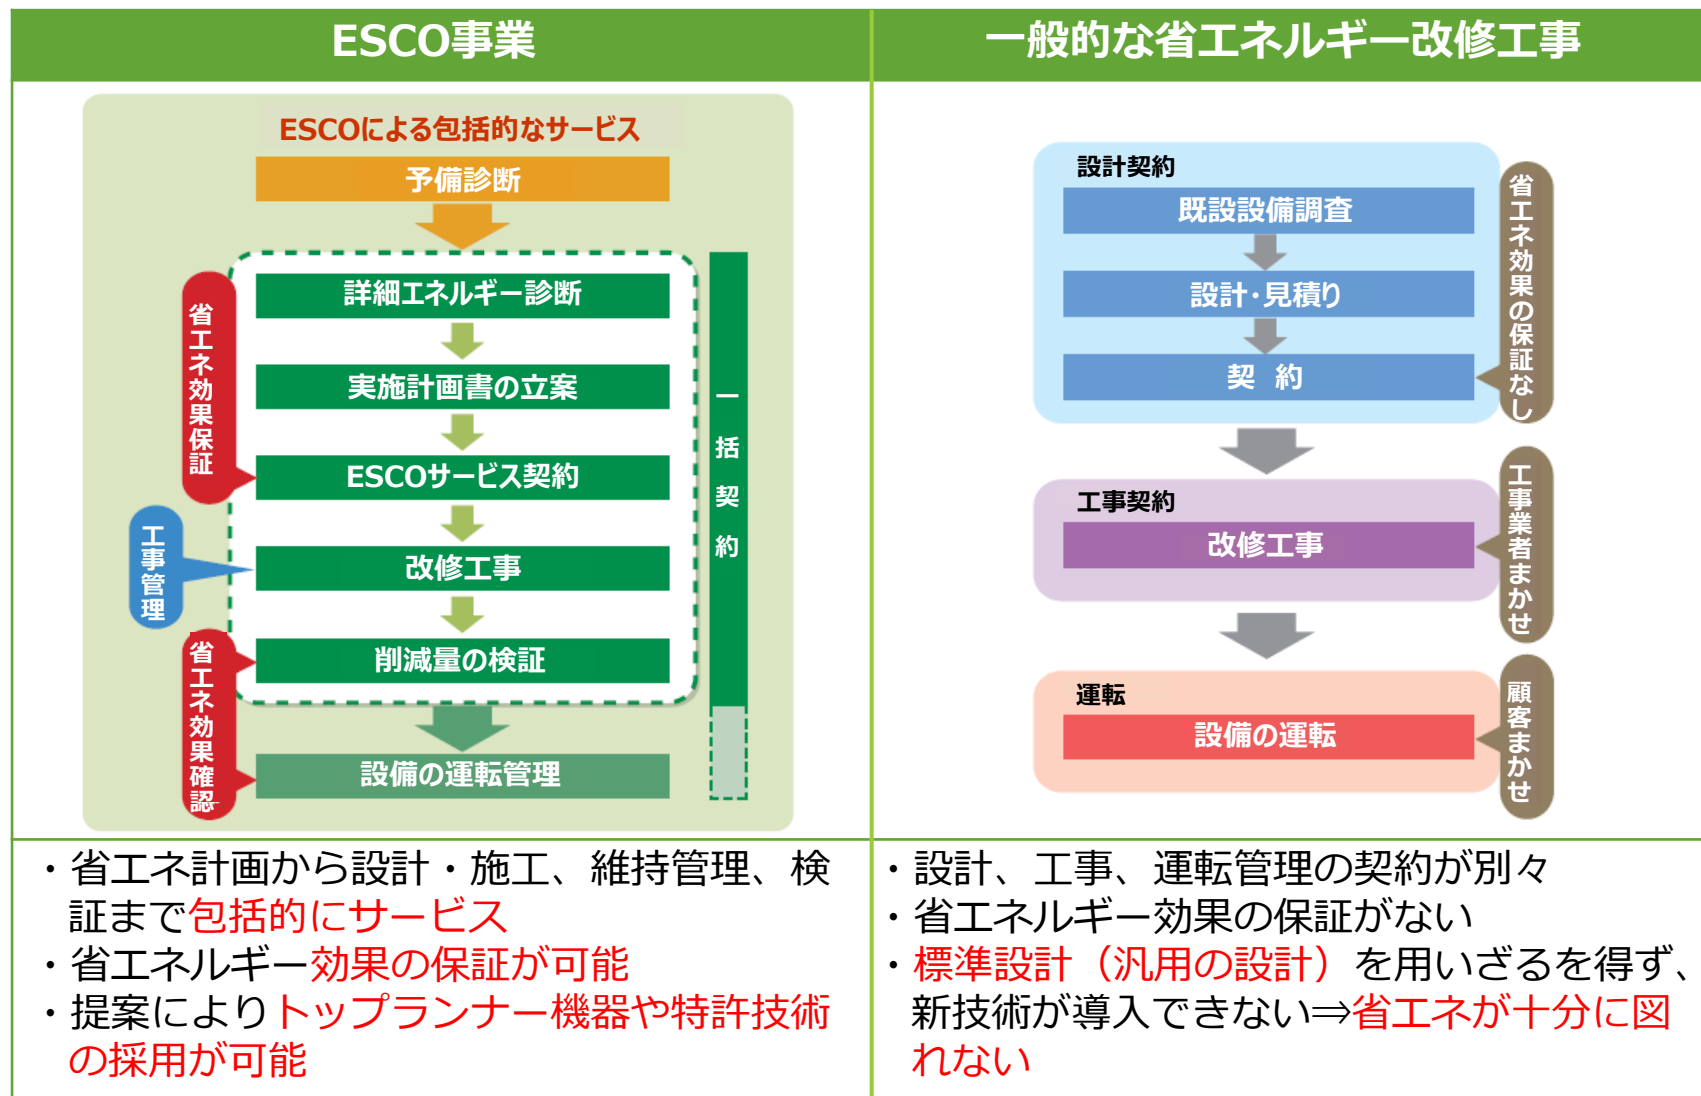 ESCO事業
ESCOによる包括的なサービス
予備診断
詳細エネルギー診断
実施計画書の立案
ESCOサービス契約
改修工事
削減量の検証
設備の運転管理
省エネ効果保証
工事管理
省エネ効果確認
一括契約
・省エネ計画から設計・施工、維持管理、検
証まで包括的にサービス
・省エネルギー効果の保証が可能
・提案によりトップランナー機器や特許技術
の採用が可能
一般的な省エネルギー改修工事
設計契約
既設設備調査
設計・見積り
契 約
省エネ効果の保証なし
工事契約
改修工事
工事業者まかせ
運転
設備の運転
顧客まかせ
・設計、工事、運転管理の契約が別々
・省エネルギー効果の保証がない
・標準設計（汎用の設計）を用いざるを得ず、
新技術が導入できない⇒省エネが十分に図
れない